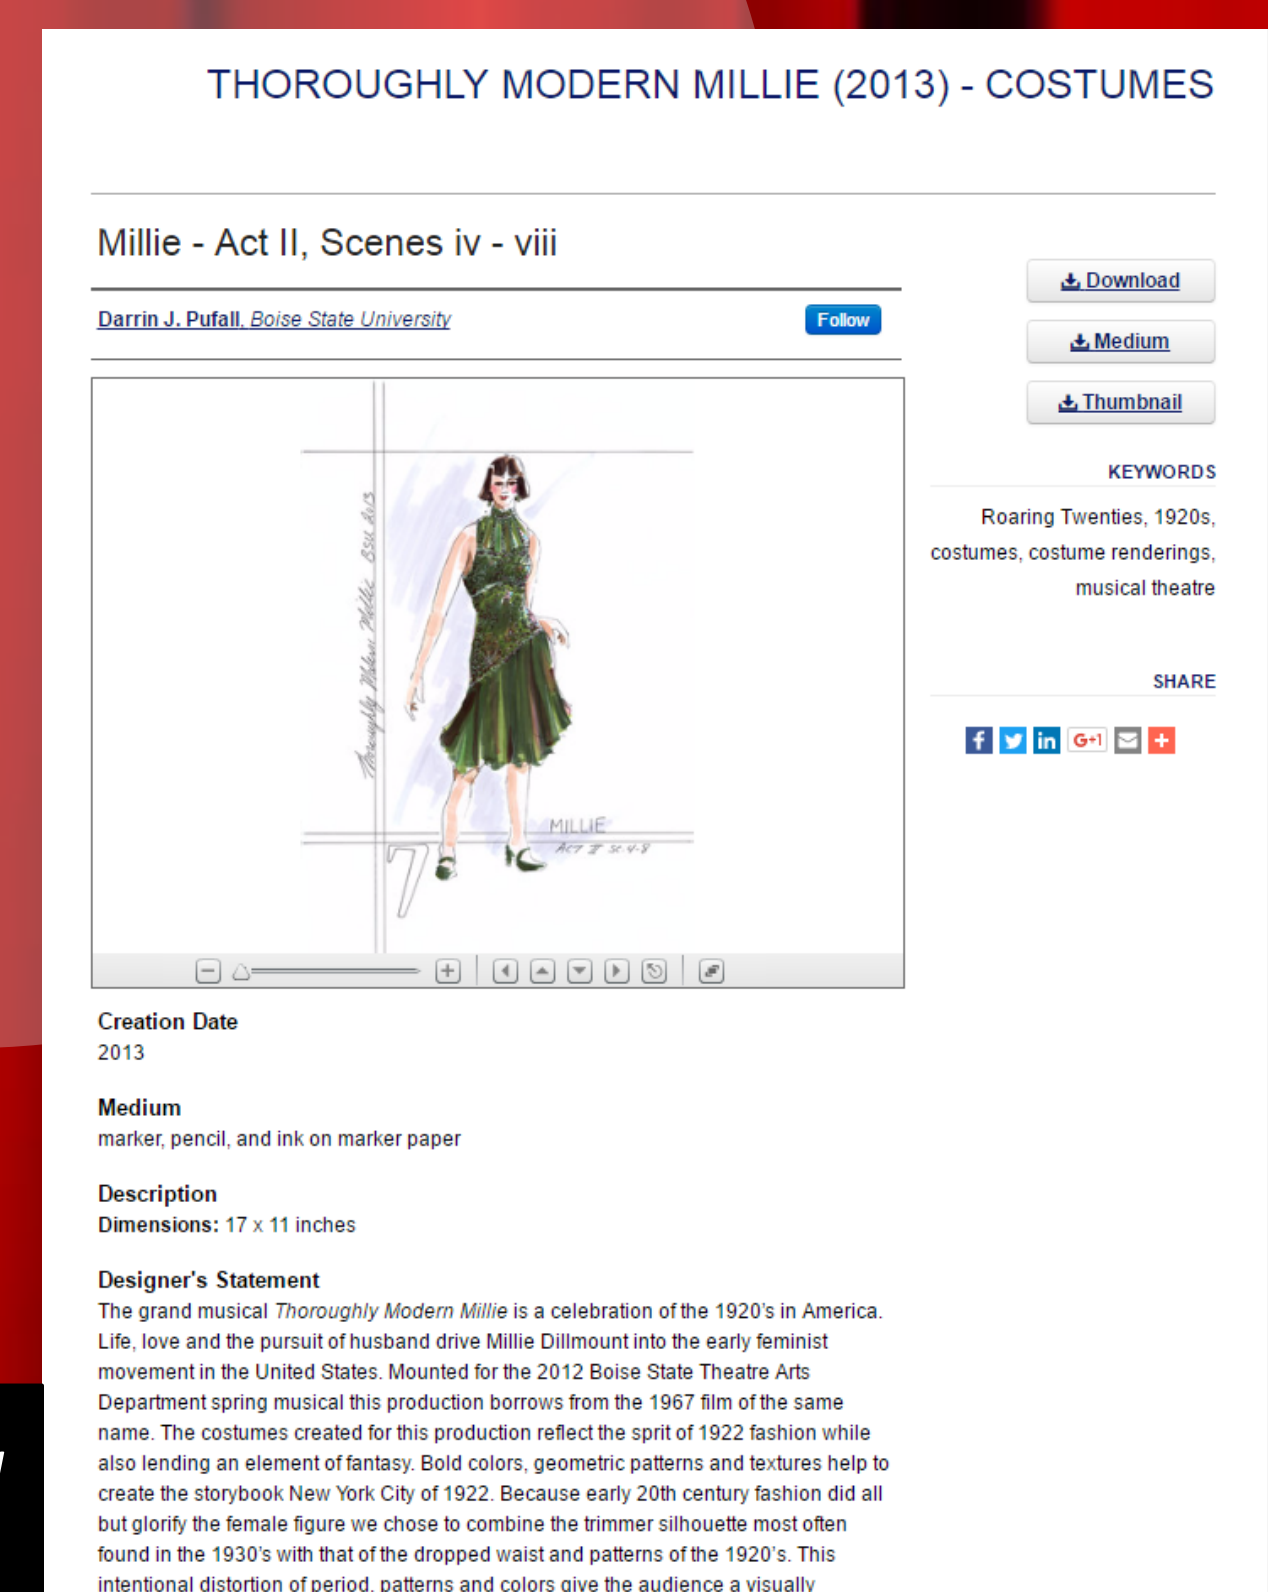 THOROUGHLY MODERN MILLIE (2013) - COSTUMES
Millie - Act II, Scenes iv - viii
Darrin J. Pufall, Boise State University
Follow
Download
Medium
Thumbnail
KEYWORDS
Roaring Twenties, 1920s,
costumes, costume renderings,
musical theatre
SHARE
G+1
Thoroughly Modern Millie BSU 2013
MILLIE
ACT II SC. 4-8
7
Creation Date
2013
Medium
marker, pencil, and ink on marker paper
Description
Dimensions: 17 x 11 inches
Designer's Statement
The grand musical Thoroughly Modern Millie is a celebration of the 1920's in America.
Life, love and the pursuit of husband drive Millie Dillmount into the early feminist
movement in the United States. Mounted for the 2012 Boise State Theatre Arts
Department spring musical this production borrows from the 1967 film of the same
name. The costumes created for this production reflect the sprit of 1922 fashion while
also lending an element of fantasy. Bold colors, geometric patterns and textures help to
create the storybook New York City of 1922. Because early 20th century fashion did all
but glorify the female figure we chose to combine the trimmer silhouette most often
found in the 1930's with that of the dropped waist and patterns of the 1920's. This
intentional distortion of period, patterns and colors give the audience a visually